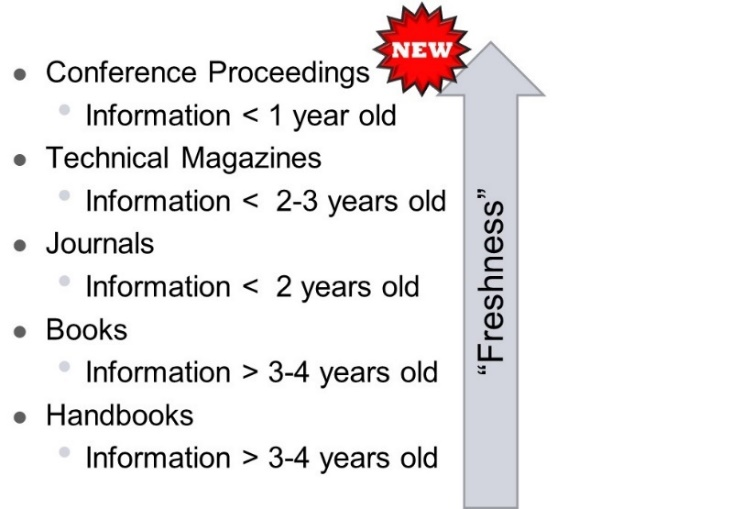 NEW
• Conference Proceedings
• Information < 1 year old
• Technical Magazines
• Information < 2-3 years old
• Journals
• Information < 2 years old
• Books
• Information > 3-4 years old
• Handbooks
• Information > 3-4 years old
“Freshness”